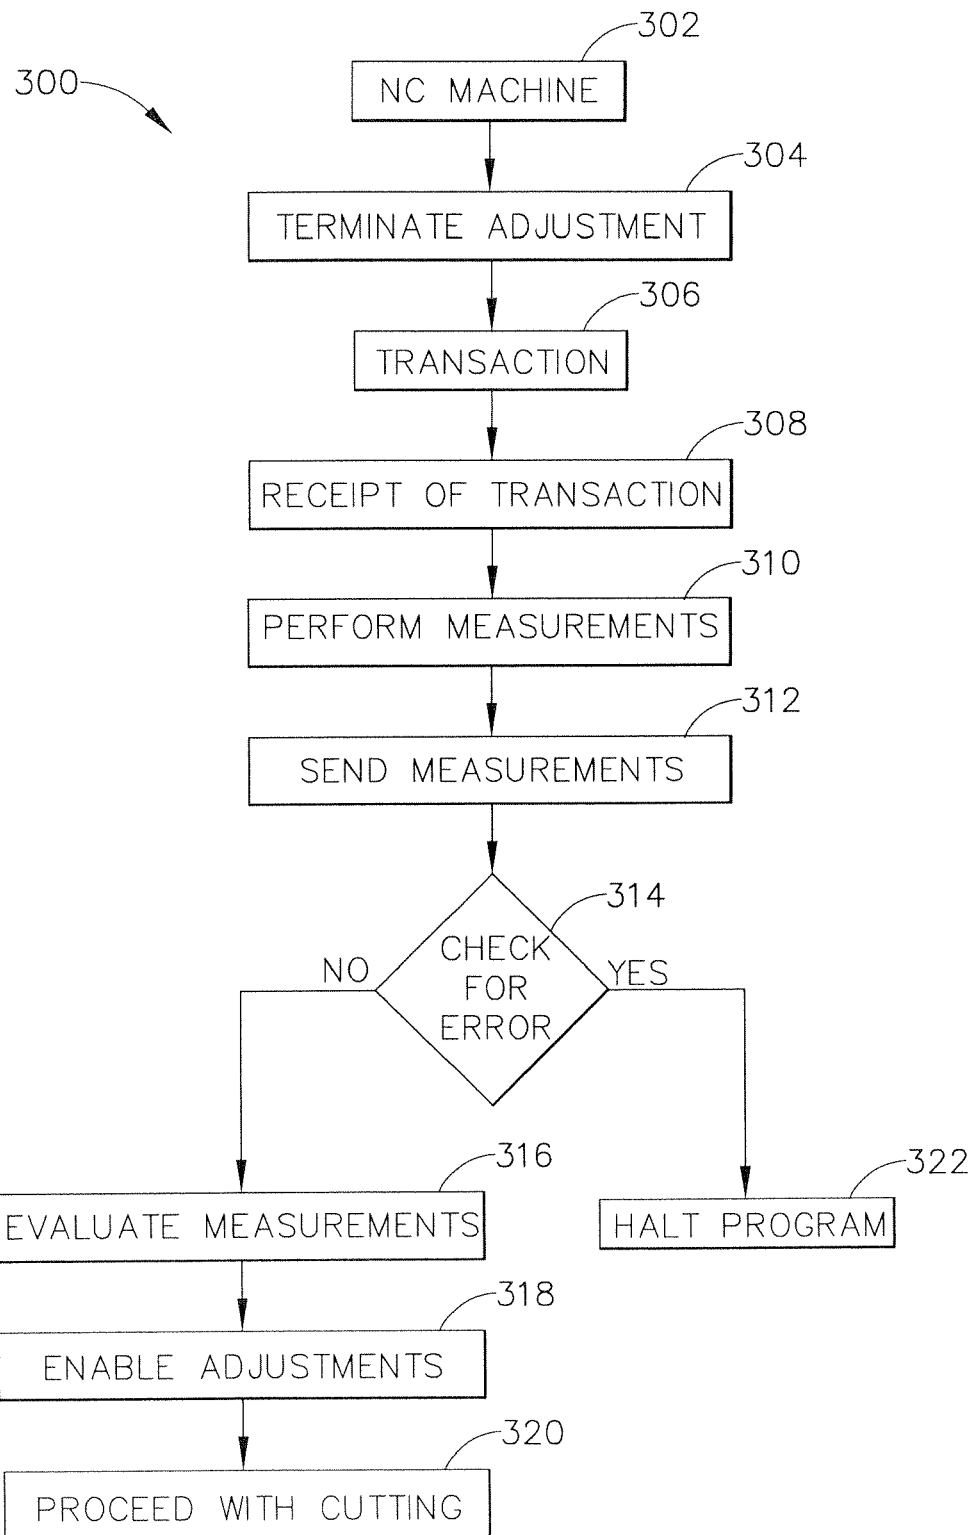 302
300
NC MACHINE
304
TERMINATE ADJUSTMENT
306
TRANSACTION
308
RECEIPT OF TRANSACTION
310
PERFORM MEASUREMENTS
312
SEND MEASUREMENTS
314
CHECK
NO
YES
FOR
ERROR
316
322
EVALUATE MEASUREMENTS
HALT PROGRAM
318
ENABLE ADJUSTMENTS
320
PROCEED WITH CUTTING